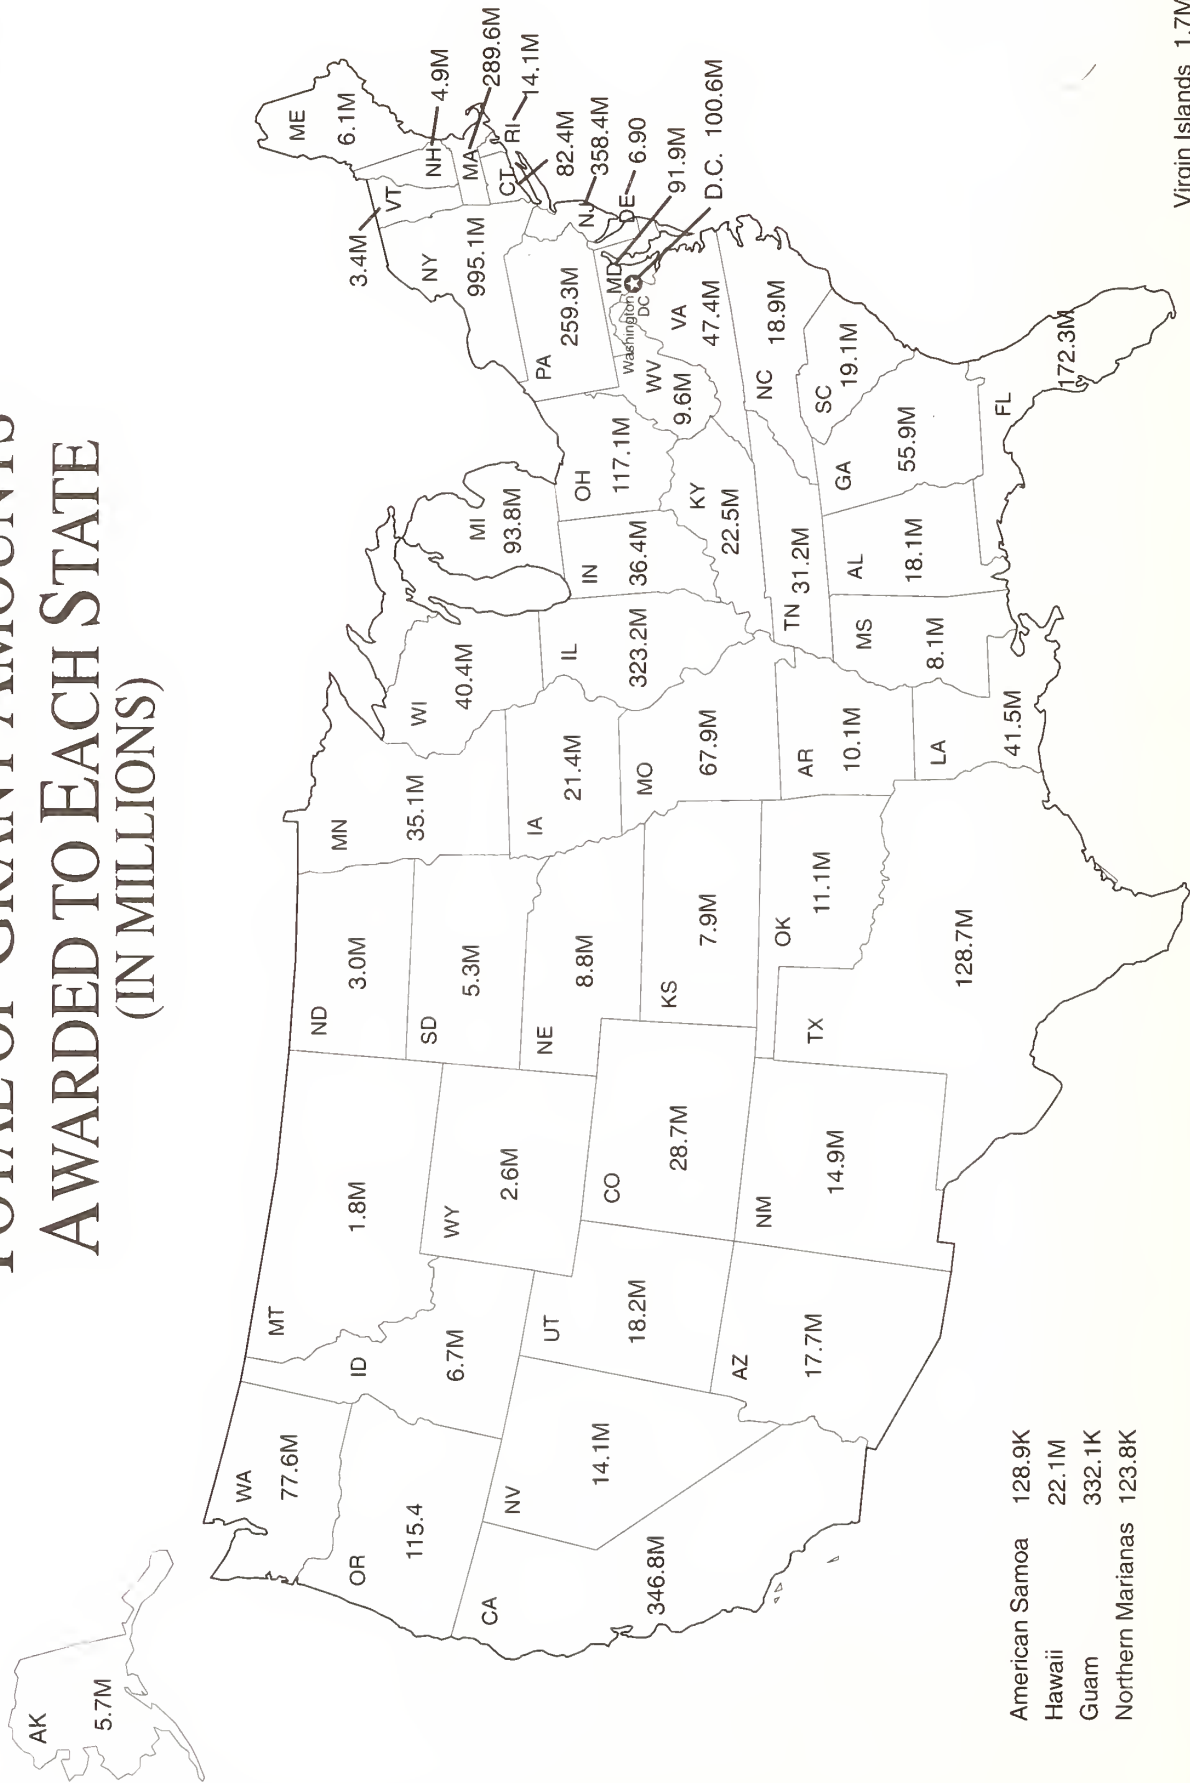 TOTAL OF GRANT AMOUNTS
AWARDED TO EACH STATE
(IN MILLIONS)
AK
5.7M
WA
77.6M
OR
115.4
CA
346.8M
ID
6.7M
NV
14.1M
MT
1.8M
WY
2.6M
UT
18.2M
AZ
17.7M
CO
28.7M
NM
14.9M
ND
3.0M
SD
5.3M
NE
8.8M
KS
7.9M
OK
11.1M
TX
128.7M
MN
35.1M
IA
21.4M
MO
67.9M
AR
10.1M
LA
41.5M
WI
40.4M
IL
323.2M
MI
93.8M
IN
36.4M
OH
117.1M
KY
22.5M
TN
31.2M
MS
8.1M
AL
18.1M
GA
55.9M
FL
172.3M
SC
19.1M
NC
18.9M
VA
47.4M
WV
9.6M
Washington
DC
PA
259.3M
NY
995.1M
3.4M
VT
ME
6.1M
NH 4.9M
MA 289.6M
RI 14.1M
CT
82.4M
NJ 358.4M
DE 6.90
MD
91.9M
D.C. 100.6M
American Samoa 128.9K
Hawaii 22.1M
Guam 332.1K
Northern Marianas 123.8K
Virgin Islands 1.7M